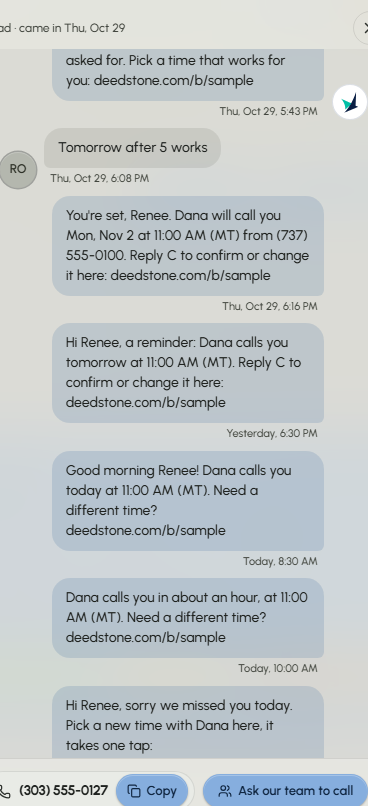 ad · came in Thu, Oct 29
asked for. Pick a time that works for
you: deedstone.com/b/sample
Thu, Oct 29, 5:43 PM
Tomorrow after 5 works
RO
Thu, Oct 29, 6:08 PM
You're set, Renee. Dana will call you
Mon, Nov 2 at 11:00 AM (MT) from (737)
555-0100. Reply C to confirm or change
it here: deedstone.com/b/sample
Thu, Oct 29, 6:16 PM
Hi Renee, a reminder: Dana calls you
tomorrow at 11:00 AM (MT). Reply C to
confirm or change it here:
deedstone.com/b/sample
Yesterday, 6:30 PM
Good morning Renee! Dana calls you
today at 11:00 AM (MT). Need a
different time?
deedstone.com/b/sample
Today, 8:30 AM
Dana calls you in about an hour, at 11:00
AM (MT). Need a different time?
deedstone.com/b/sample
Today, 10:00 AM
Hi Renee, sorry we missed you today.
Pick a new time with Dana here, it
takes one tap:
(303) 555-0127
Copy
Ask our team to call